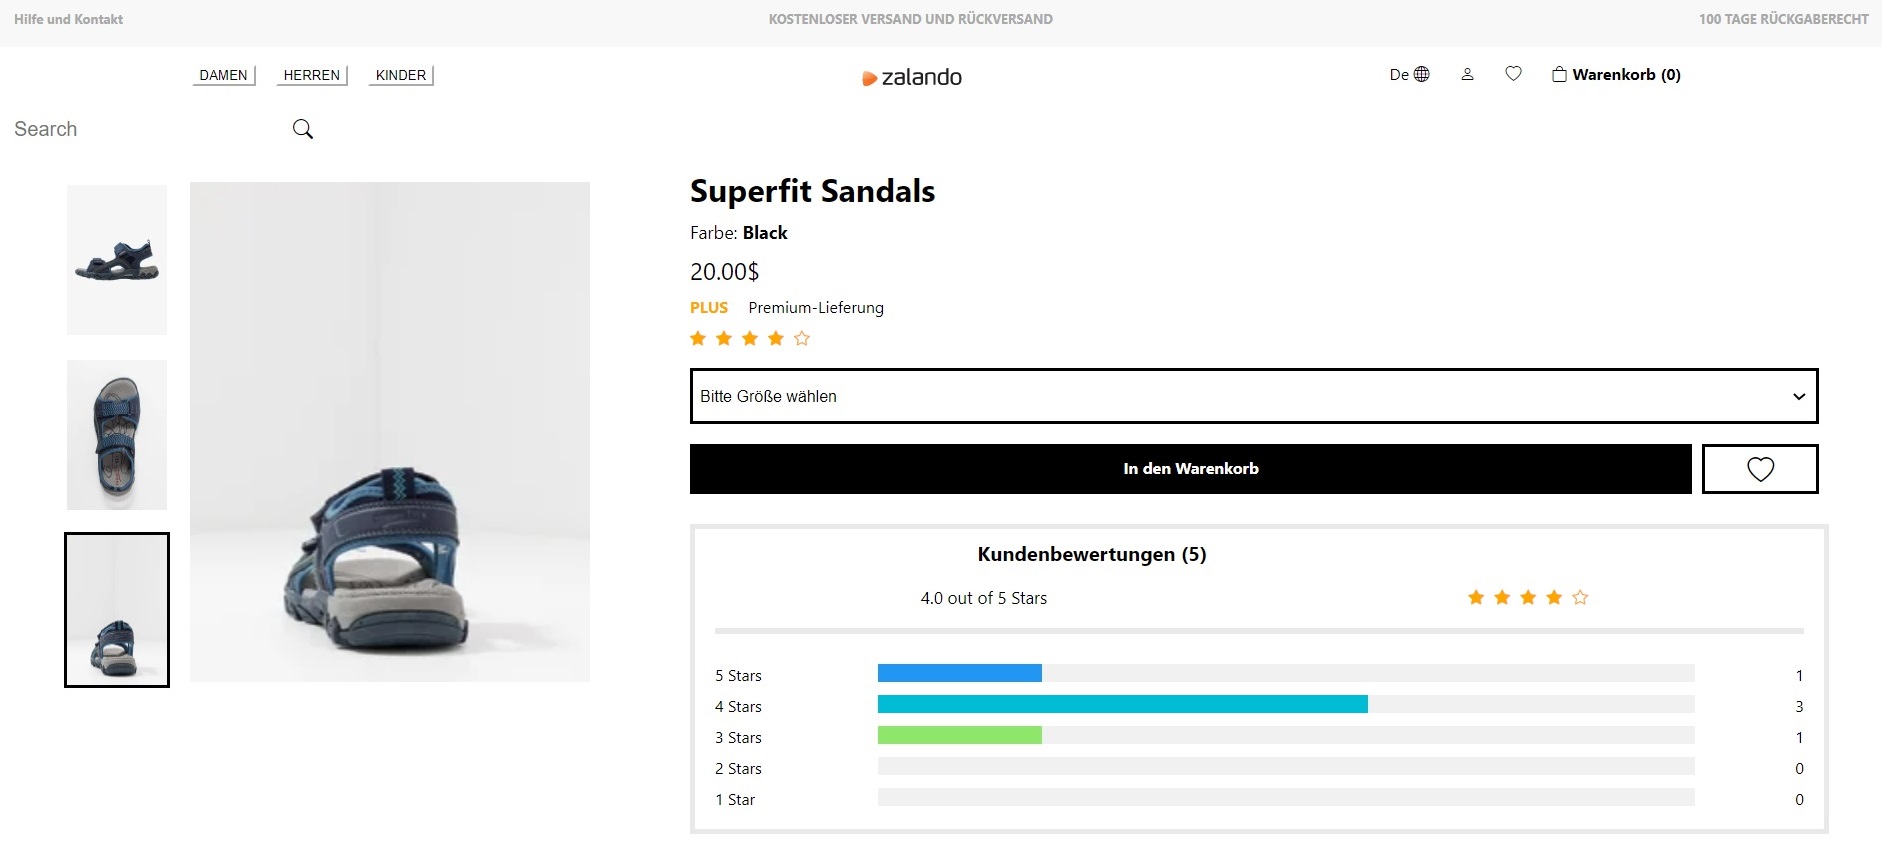 Hilfe und Kontakt
KOSTENLOSER VERSAND UND RÜCKVERSAND
100 TAGE RÜCKGABERECHT
DAMEN
HERREN
KINDER
zalando
De
Warenkorb (0)
Search
Superfit Sandals
Farbe: Black
20.00$
PLUS Premium-Lieferung
Bitte Größe wählen
In den Warenkorb
Kundenbewertungen (5)
4.0 out of 5 Stars
5 Stars 1
4 Stars 3
3 Stars 1
2 Stars 0
1 Star 0